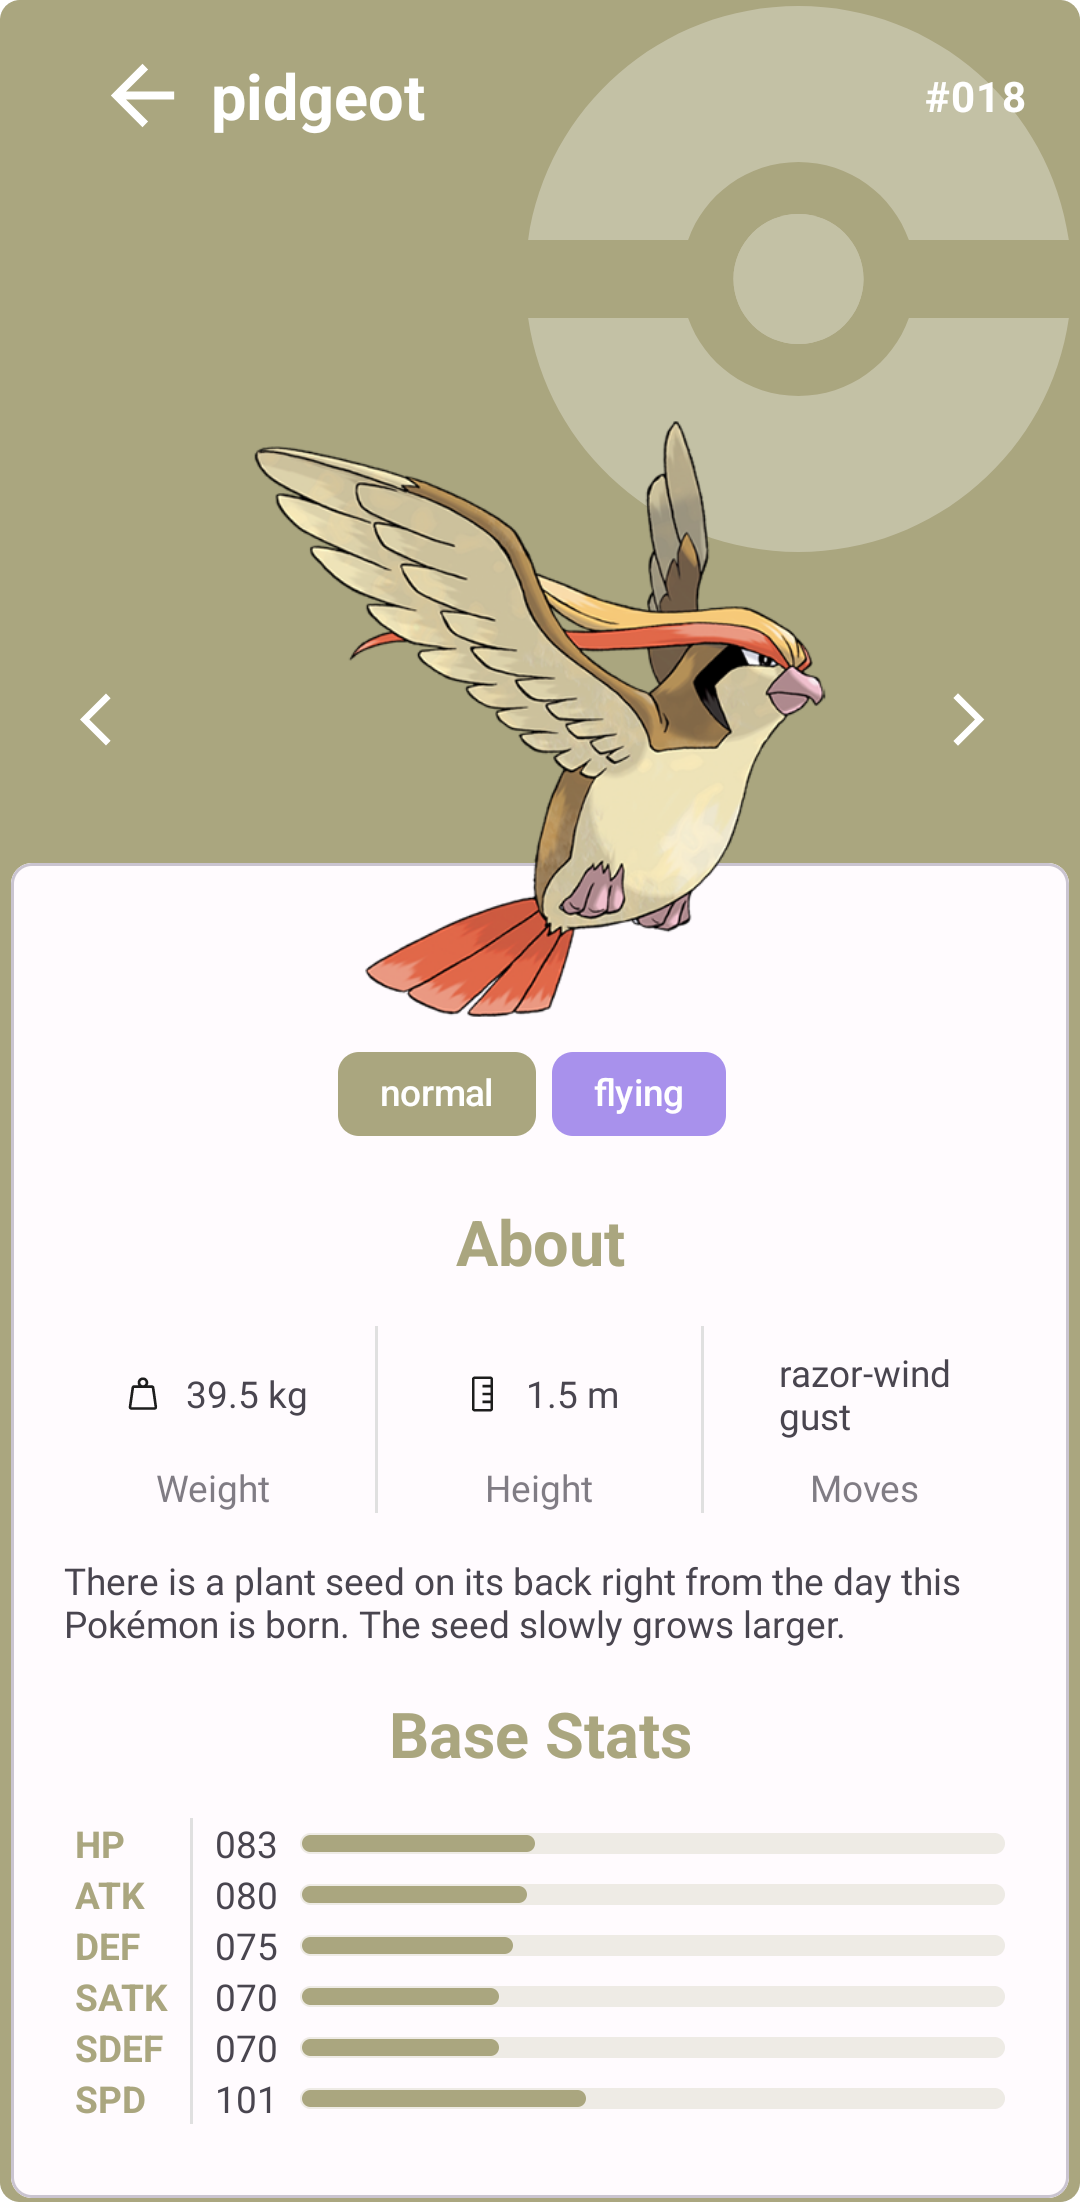 pidgeot
#018
normal
flying
About
39.5 kg
1.5 m
razor-wind
gust
Weight
Height
Moves
There is a plant seed on its back right from the day this
Pokémon is born. The seed slowly grows larger.
Base Stats
HP 083
ATK 080
DEF 075
SATK 070
SDEF 070
SPD 101